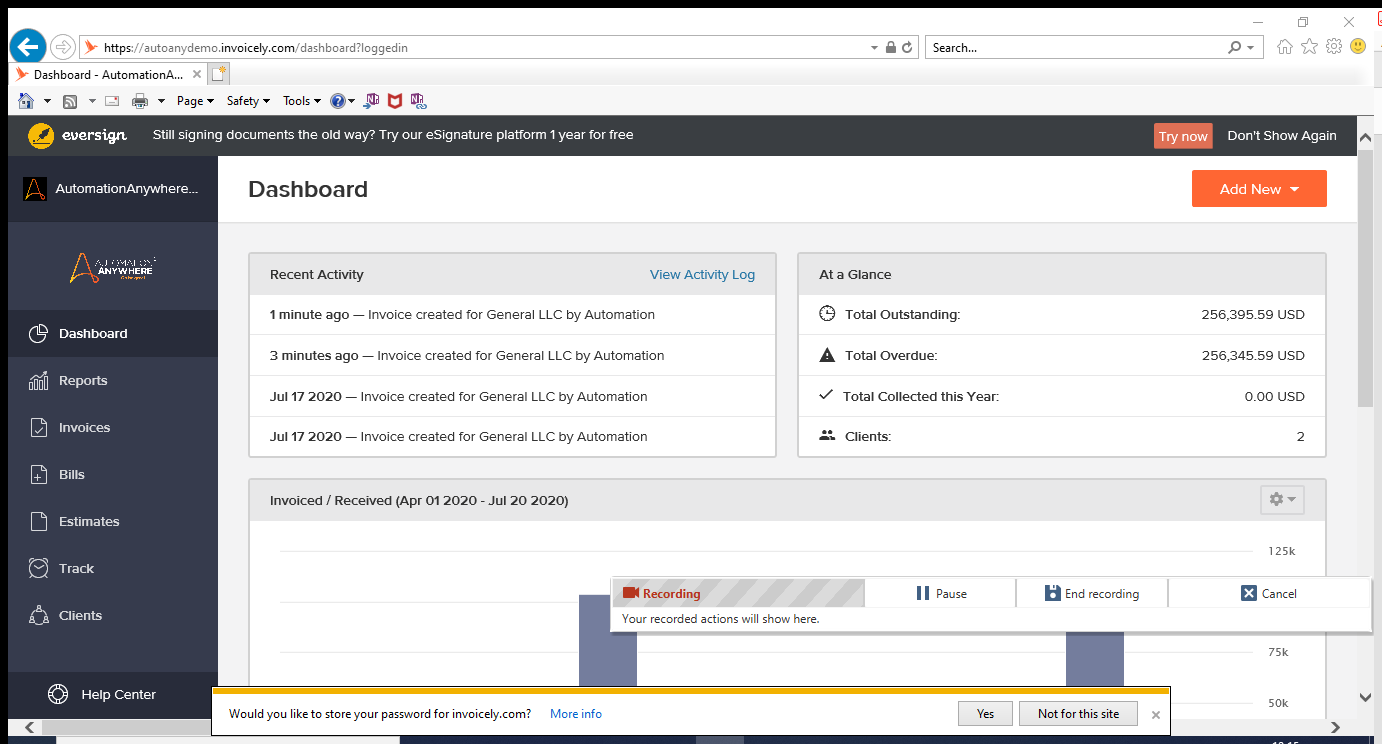 https://autoanydemo.invoicely.com/dashboard?loggedin
Search...
Dashboard - AutomationA...
Page Safety Tools
eversign Still signing documents the old way? Try our eSignature platform 1 year for free Try now Don't Show Again
AutomationAnywhere...
Dashboard
Add New
AUTOMATION
ANYWHERE
Dashboard
Reports
Invoices
Bills
Estimates
Track
Clients
Help Center
Recent Activity View Activity Log
1 minute ago — Invoice created for General LLC by Automation
3 minutes ago — Invoice created for General LLC by Automation
Jul 17 2020 — Invoice created for General LLC by Automation
Jul 17 2020 — Invoice created for General LLC by Automation
At a Glance
Total Outstanding: 256,395.59 USD
Total Overdue: 256,345.59 USD
Total Collected this Year: 0.00 USD
Clients: 2
Invoiced / Received (Apr 01 2020 - Jul 20 2020)
125k
Recording Pause End recording Cancel
Your recorded actions will show here.
75k
50k
Would you like to store your password for invoicely.com? More info Yes Not for this site